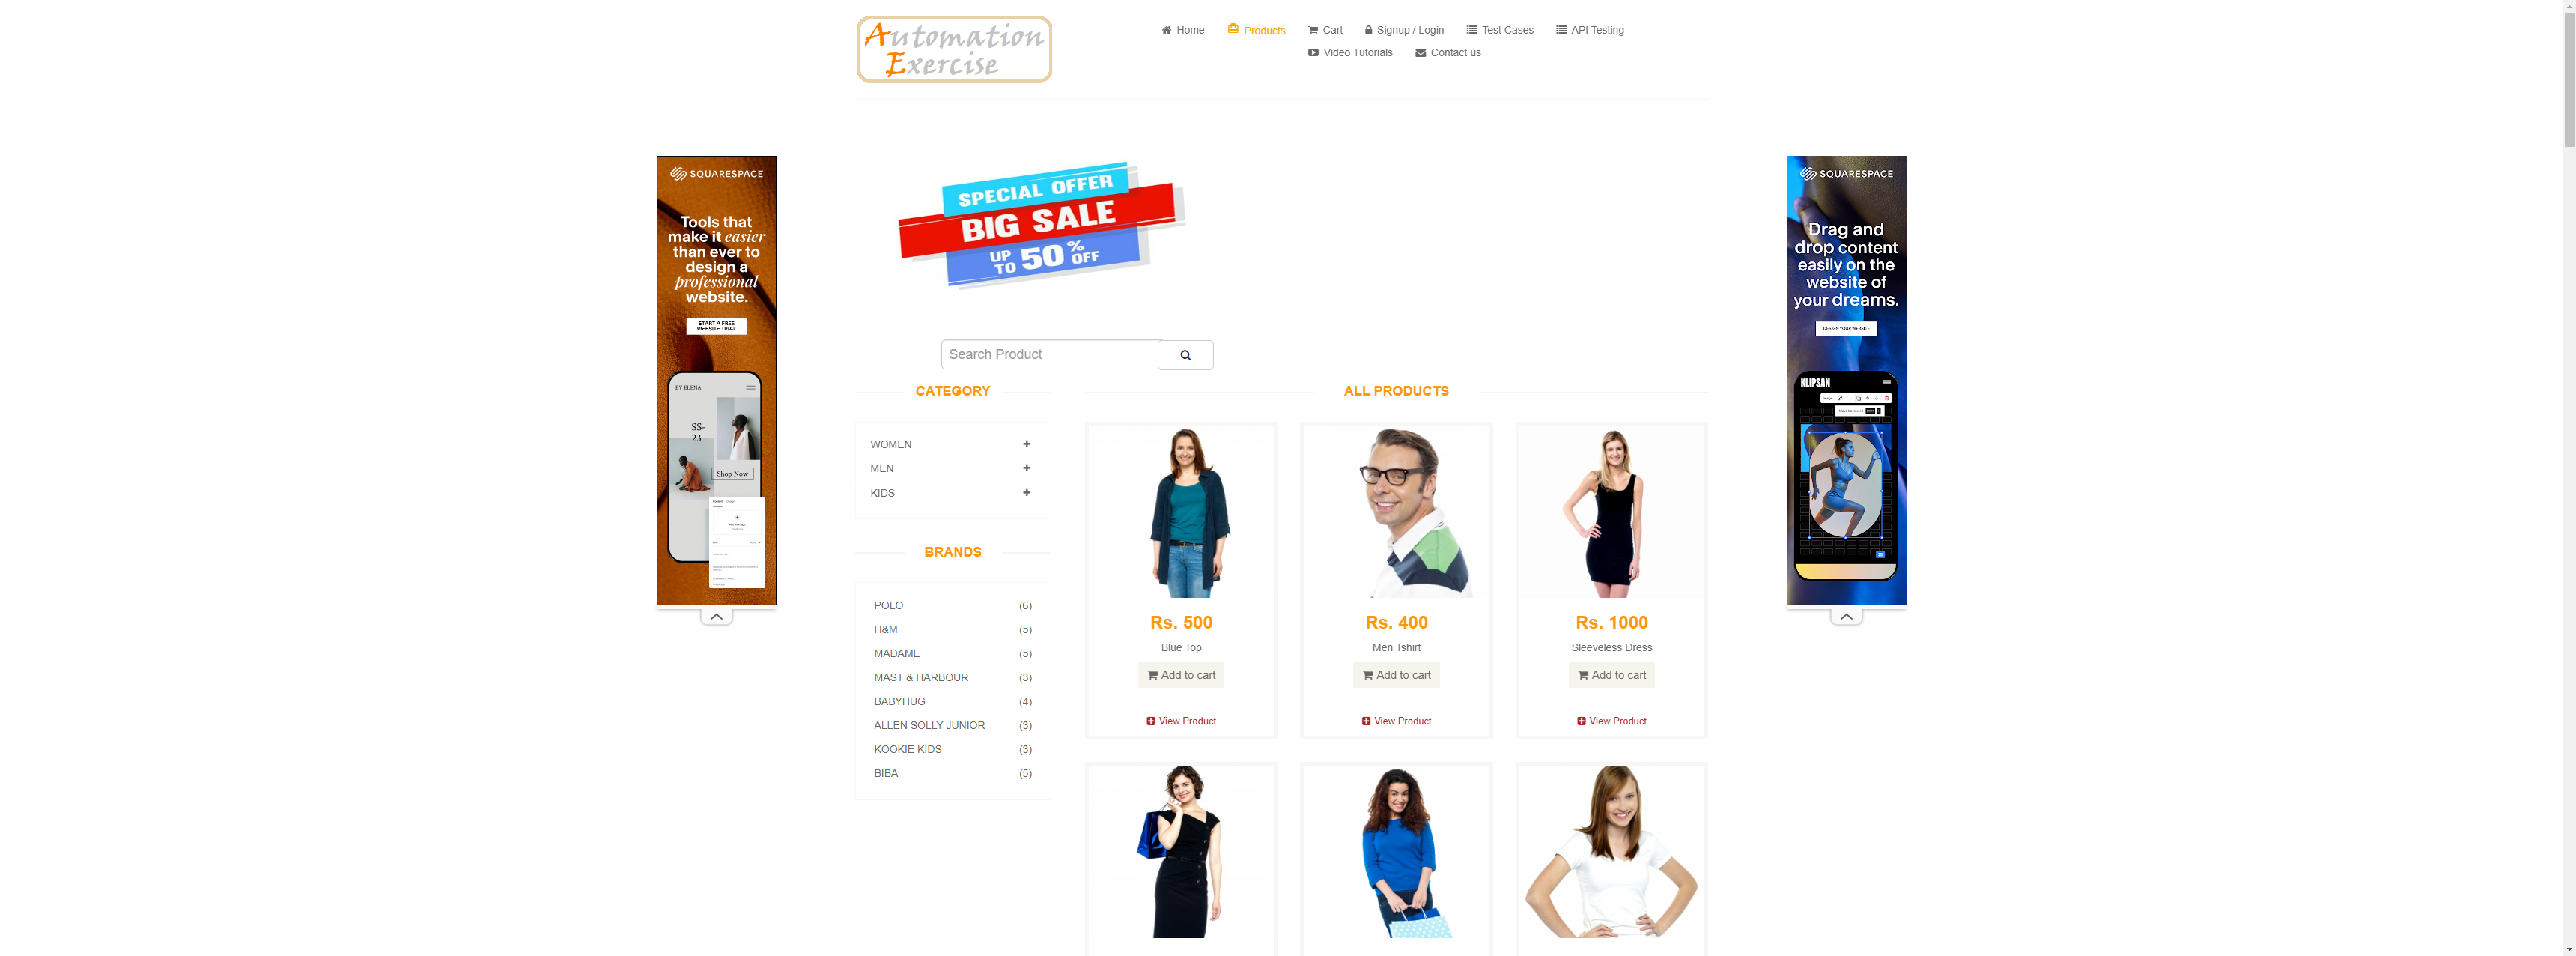 Automation
Exercise
Home
Products
Cart
Signup / Login
Test Cases
API Testing
Video Tutorials
Contact us
SQUARESPACE
Tools that
make it easier
than ever to
design a
professional
website.
START A FREE
WEBSITE TRIAL
BY ELENA
SS-
23
Shop Now
SPECIAL OFFER
BIG SALE
UP TO 50% OFF
SQUARESPACE
Drag and
drop content
easily on the
website of
your dreams.
DESIGN YOUR WEBSITE
KLIPSAN
Search Product
CATEGORY
WOMEN
MEN
KIDS
BRANDS
POLO (6)
H&M (5)
MADAME (5)
MAST & HARBOUR (3)
BABYHUG (4)
ALLEN SOLLY JUNIOR (3)
KOOKIE KIDS (3)
BIBA (5)
ALL PRODUCTS
Rs. 500
Blue Top
Add to cart
View Product
Rs. 400
Men Tshirt
Add to cart
View Product
Rs. 1000
Sleeveless Dress
Add to cart
View Product